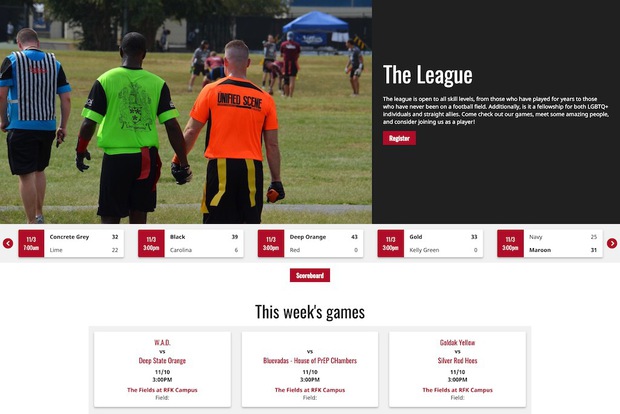 UNIFIED SCENE
The League
The league is open to all skill levels, from those who have played for years to those
who have never been on a football field. Additionally, is it a fellowship for both LGBTQ+
individuals and straight allies. Come check out our games, meet some amazing people,
and consider joining us as a player!
Register
11/3
7:00am
Concrete Grey 32
Lime 22
11/3
3:00pm
Black 39
Carolina 6
11/3
3:00pm
Deep Orange 43
Red 0
11/3
3:00pm
Gold 33
Kelly Green 0
11/3
3:00pm
Navy 25
Maroon 31
Scoreboard
This week's games
W.A.D.
vs
Deep State Orange
11/10
3:00PM
The Fields at RFK Campus
Field:
vs
Bluevadas - House of PrEP CHambers
11/10
3:00PM
The Fields at RFK Campus
Field:
Goldak Yellow
vs
Silver Rod Hoes
11/10
3:00PM
The Fields at RFK Campus
Field: